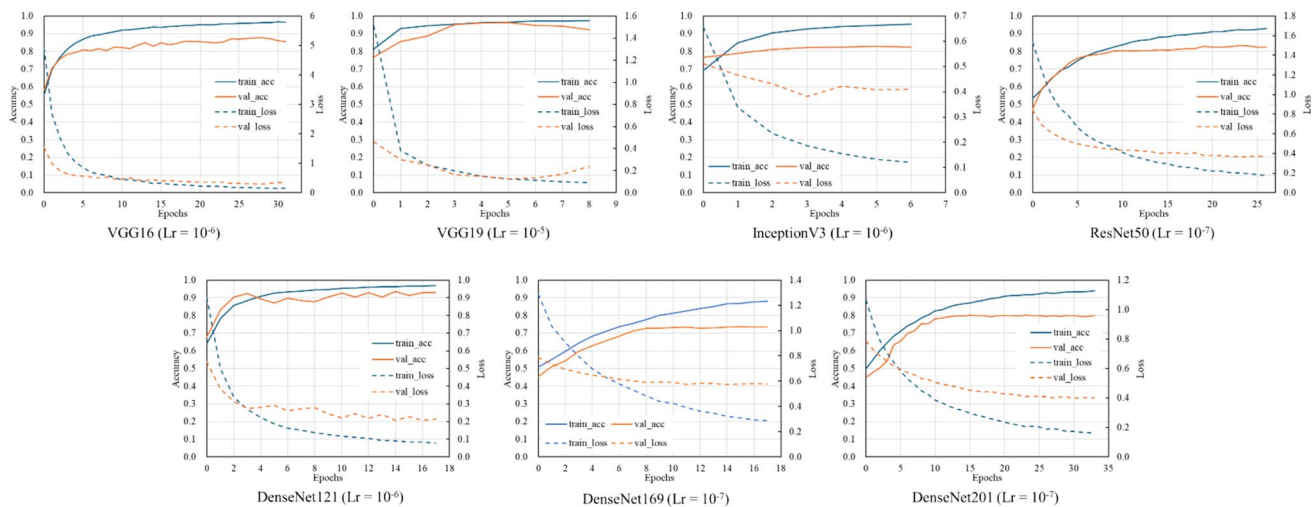 1.0 6 1.0 1.6 1.0 0.7 1.0 1.8
0.9 0.9 1.4 0.9 0.6 0.9 1.6
0.8 5 0.8 1.2 0.8 0.8 1.4
0.7 4 0.7 0.7 0.5 0.7 1.2
0.6 0.6 1.0 0.6 0.4 0.6 1.0
0.5 3 0.5 0.8 0.5 0.5
0.4 0.4 0.6 0.4 0.3 0.4 0.8
0.3 2 0.3 0.3 0.2 0.3 0.6
0.2 1 0.2 0.4 0.2 0.2 0.4
0.1 0.1 0.2 0.1 0.1 0.1 0.2
0.0 0 0.0 0.0 0.0 0.0 0.0 0.0
Accuracy Loss Accuracy Loss Accuracy Loss Accuracy Loss
train_acc train_acc train_acc val_acc train_acc
val_acc val_acc train_loss val_loss val_acc
train_loss train_loss train_loss
val_loss val_loss val_loss
0 5 10 15 20 25 30 0 1 2 3 4 5 6 7 8 9 0 1 2 3 4 5 6 7 0 5 10 15 20 25
Epochs Epochs Epochs Epochs
VGG16 (Lr = 10-6) VGG19 (Lr = 10-5) InceptionV3 (Lr = 10-6) ResNet50 (Lr = 10-7)
1.0 1.0 1.0 1.4 1.0 1.2
0.9 0.9 0.9 1.2 0.9
0.8 0.8 0.8 0.8 1.0
0.7 0.7 0.7 1.0 0.7
0.6 0.6 0.6 0.8 0.6 0.8
0.5 0.5 0.5 0.5 0.6
0.4 0.4 0.4 0.6 0.4
0.3 0.3 0.3 0.4 0.3 0.4
0.2 0.2 0.2 0.2
0.1 0.1 0.1 0.2 0.1 0.2
0.0 0.0 0.0 0.0 0.0 0.0
Accuracy Loss Accuracy Loss Accuracy Loss
train_acc train_acc val_acc train_acc
val_acc train_loss val_loss val_acc
train_loss train_loss
val_loss val_loss
0 2 4 6 8 10 12 14 16 18 0 2 4 6 8 10 12 14 16 18 0 5 10 15 20 25 30 35
Epochs Epochs Epochs
DenseNet121 (Lr = 10-6) DenseNet169 (Lr = 10-7) DenseNet201 (Lr = 10-7)